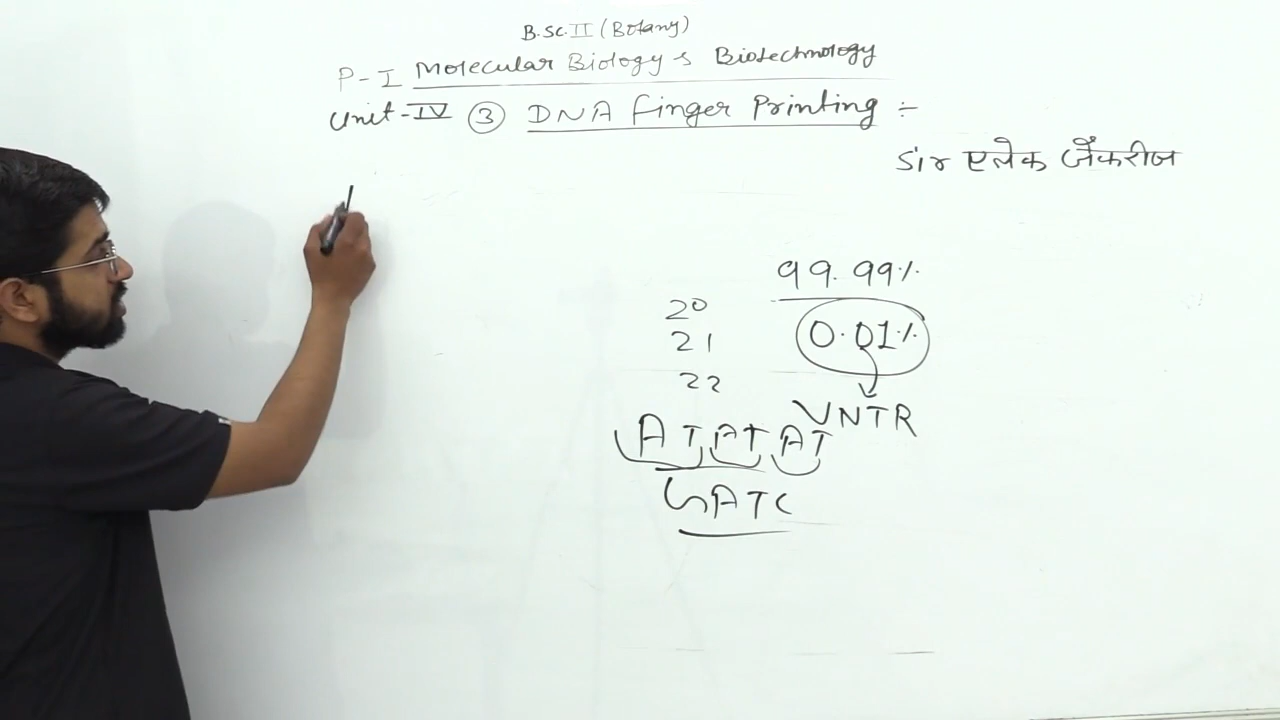 B.Sc.II (Botany)
P-I Molecular Biology & Biotechnology
Unit-IV ③ DNA Finger Printing ÷
Sir एलेक जैकरीज
99.99%
20
21
0.01%
22
VNTR
AT AT AT
GATC